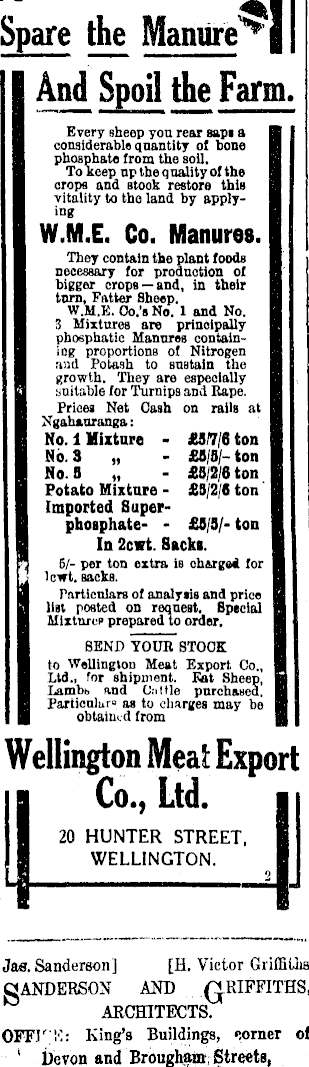 Spare the Manure
And Spoil the Farm.
Every sheep you rear saps a
considerable quantity of bone
phosphate from the soil.
To keep up the quality of the
crops and stook restore this
vitality to the land by apply-
ing
W.M.E. Co. Manures.
They contain the plant foods
necessary for production of
bigger crops — and, in their
turn, Fatter Sheep.
W.M.E. Co.'s No. 1 and No.
3 Mixtures are principally
phosphatic Manures contain-
ing proportions of Nitrogen
and Potash to sustain the
growth. They are especially
suitable for Turnips and Rape.
Prices Net Cash on rails at
Ngahauranga:
No. 1 Mixture - £5/7/6 ton
No. 3 „ - £5/5/- ton
No. 5 „ - £5/2/6 ton
Potato Mixture - £5/2/6 ton
Imported Super-
phosphate- - £5/5/- ton
In 2cwt. Sacks.
5/- per ton extra is charged for
1cwt. sacks.
Particulars of analysis and price
list posted on request. Special
Mixtures prepared to order.
SEND YOUR STOCK
to Wellington Meat Export Co.,
Ltd., for shipment. Fat Sheep,
Lambs and Cattle purchased.
Particulars as to charges may be
obtained from
Wellington Meat Export
Co., Ltd.
20 HUNTER STREET,
WELLINGTON.
2
Jas. Sanderson] [H. Victor Griffiths
SANDERSON AND GRIFFITHS,
ARCHITECTS.
OFFICE: King's Buildings, corner of
Devon and Brougham Streets,